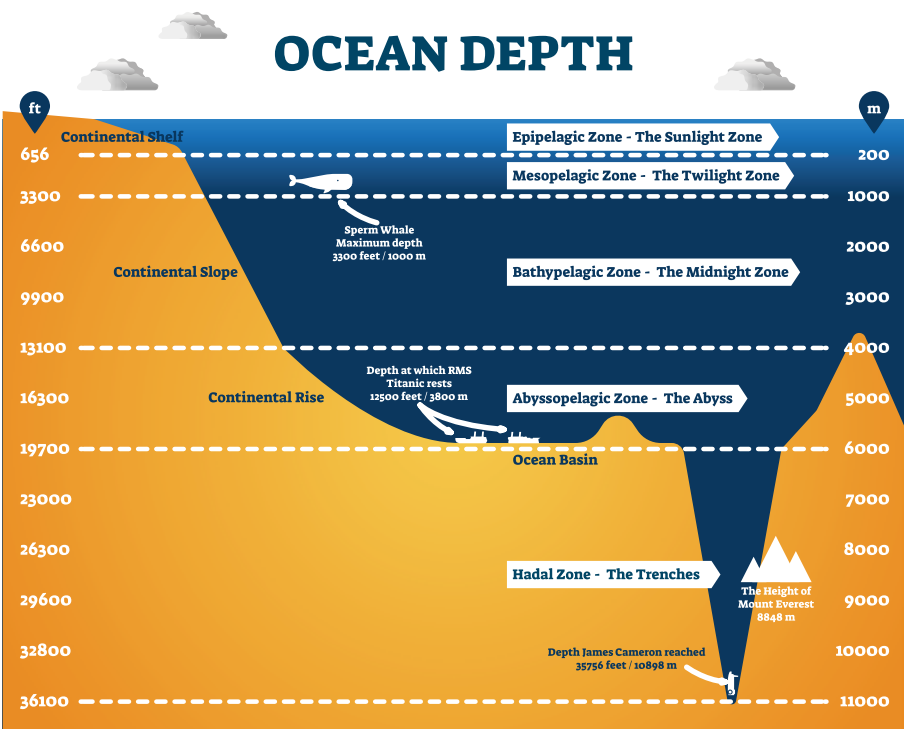 OCEAN DEPTH
ft
m
Continental Shelf
Epipelagic Zone - The Sunlight Zone
656
200
Mesopelagic Zone - The Twilight Zone
3300
1000
Sperm Whale
Maximum depth
3300 feet / 1000 m
6600
2000
Continental Slope
Bathypelagic Zone - The Midnight Zone
9900
3000
13100
4000
Depth at which RMS
Titanic rests
12500 feet / 3800 m
Continental Rise
16300
Abyssopelagic Zone - The Abyss
5000
19700
6000
Ocean Basin
23000
7000
26300
8000
Hadal Zone - The Trenches
The Height of
Mount Everest
8848 m
29600
9000
32800
10000
Depth James Cameron reached
35756 feet / 10898 m
36100
11000